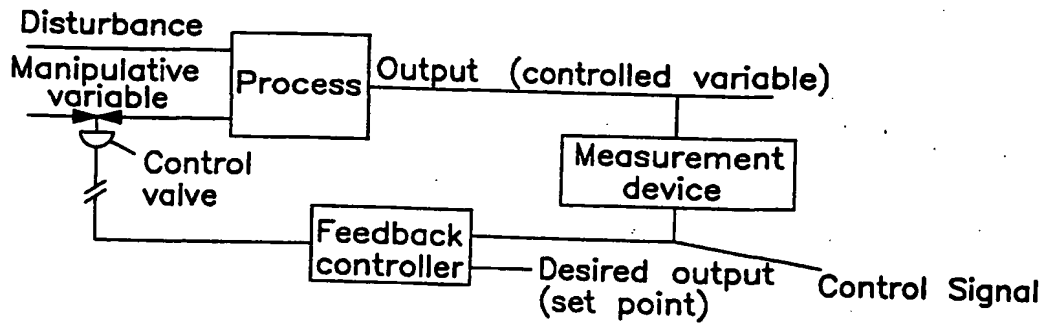 Disturbance
Manipulative
variable
Process
Output (controlled variable)
Control
valve
Measurement
device
Feedback
controller
Desired output
(set point)
Control Signal